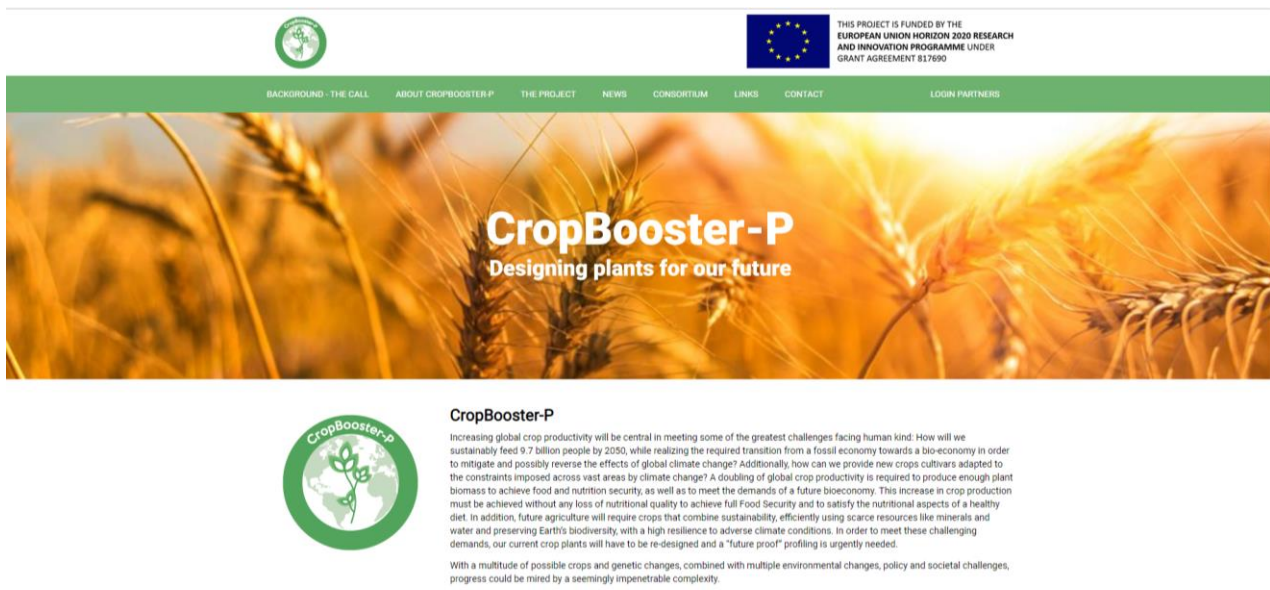 CropBooster-P
THIS PROJECT IS FUNDED BY THE
EUROPEAN UNION HORIZON 2020 RESEARCH
AND INNOVATION PROGRAMME UNDER
GRANT AGREEMENT 817690
BACKGROUND - THE CALL ABOUT CROPBOOSTER-P THE PROJECT NEWS CONSORTIUM LINKS CONTACT LOGIN PARTNERS
CropBooster-P
Designing plants for our future
CropBooster-P
CropBooster-P
Increasing global crop productivity will be central in meeting some of the greatest challenges facing human kind: How will we
sustainably feed 9.7 billion people by 2050, while realizing the required transition from a fossil economy towards a bio-economy in order
to mitigate and possibly reverse the effects of global climate change? Additionally, how can we provide new crops cultivars adapted to
the constraints imposed across vast areas by climate change? A doubling of global crop productivity is required to produce enough plant
biomass to achieve food and nutrition security, as well as to meet the demands of a future bioeconomy. This increase in crop production
must be achieved without any loss of nutritional quality to achieve full Food Security and to satisfy the nutritional aspects of a healthy
diet. In addition, future agriculture will require crops that combine sustainability, efficiently using scarce resources like minerals and
water and preserving Earth's biodiversity, with a high resilience to adverse climate conditions. In order to meet these challenging
demands, our current crop plants will have to be re-designed and a "future proof" profiling is urgently needed.
With a multitude of possible crops and genetic changes, combined with multiple environmental changes, policy and societal challenges,
progress could be mired by a seemingly impenetrable complexity.